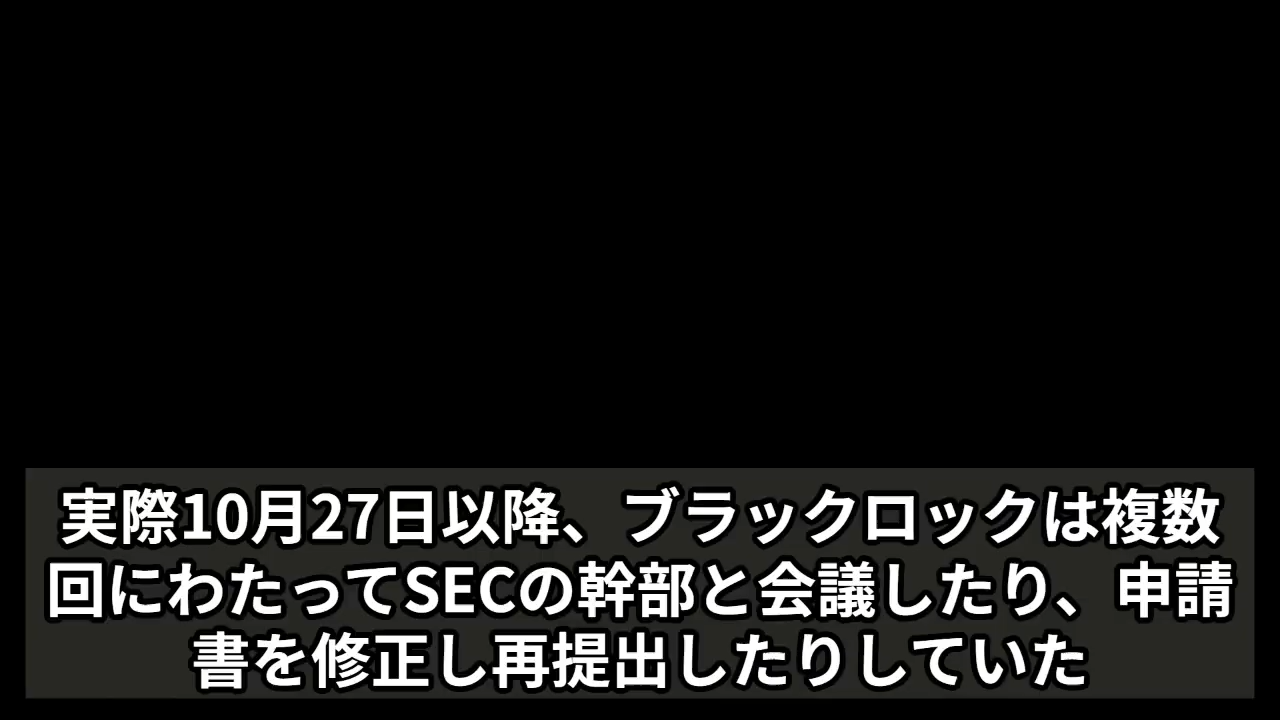 実際10月27日以降、ブラックロックは複数
回にわたってSECの幹部と会議したり、申請
書を修正し再提出したりしていた